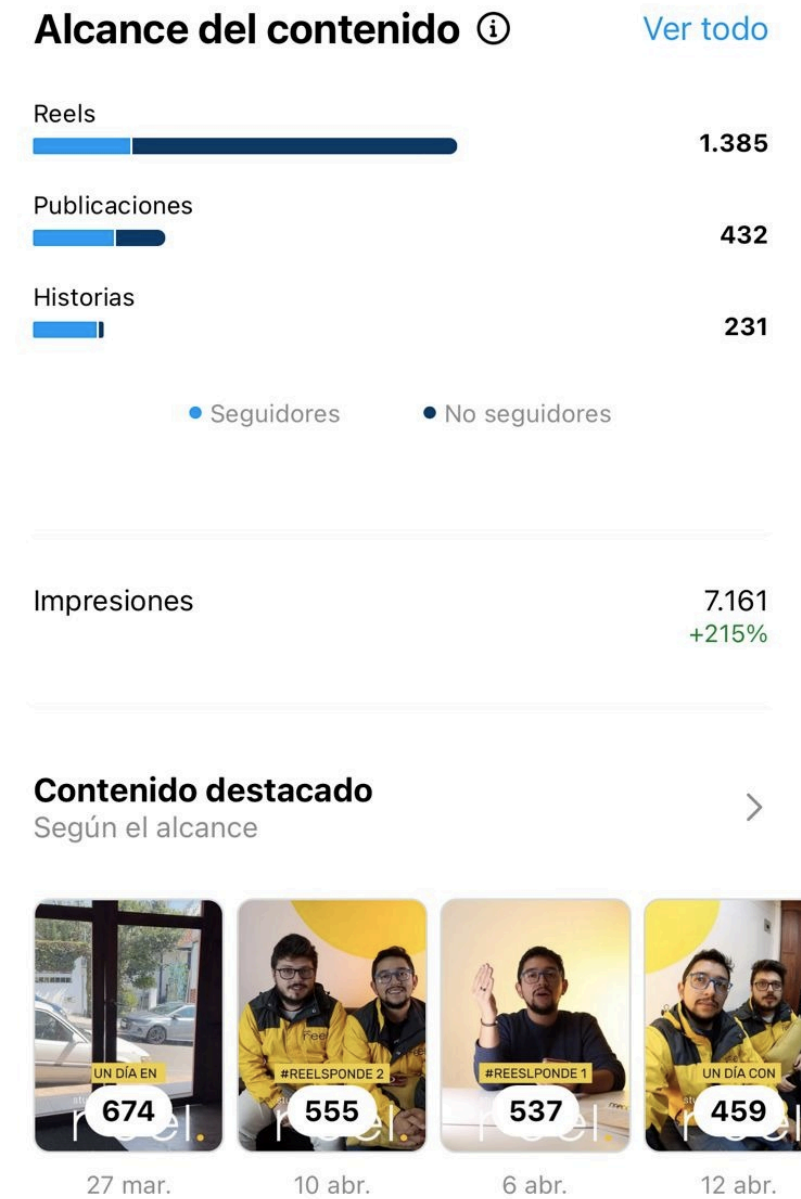 Alcance del contenido
Ver todo
Reels
1.385
Publicaciones
432
Historias
231
Seguidores
No seguidores
Impresiones
7.161
+215%
Contenido destacado
Según el alcance
UN DÍA EN
674
27 mar.
#REELSPONDE 2
555
10 abr.
#REESLPONDE 1
537
6 abr.
UN DÍA CON
459
12 abr.